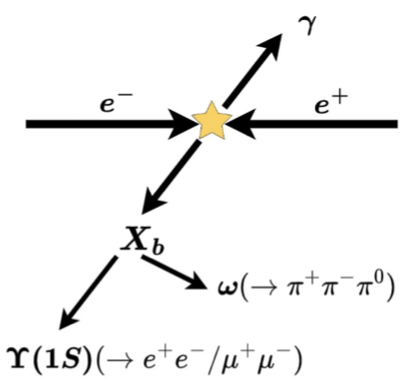 γ
e⁻ e⁺
X_b
ω(→ π⁺π⁻π⁰)
Υ(1S)(→ e⁺e⁻/μ⁺μ⁻)